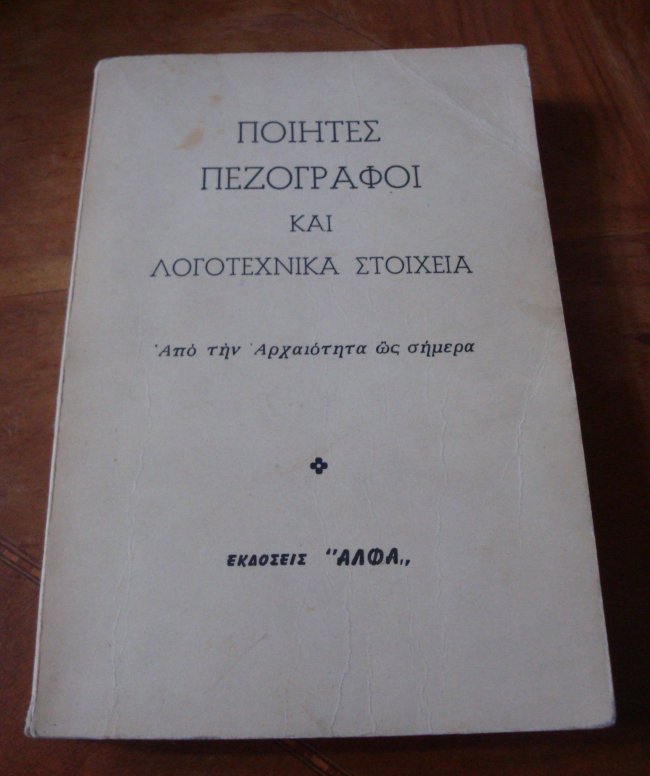 ΠΟΙΗΤΕΣ
ΠΕΖΟΓΡΑΦΟΙ
ΚΑΙ
ΛΟΓΟΤΕΧΝΙΚΑ ΣΤΟΙΧΕΙΑ
Ἀπὸ τὴν Ἀρχαιότητα ὣς σήμερα
ΕΚΔΟΣΕΙΣ "ΑΛΦΑ,,